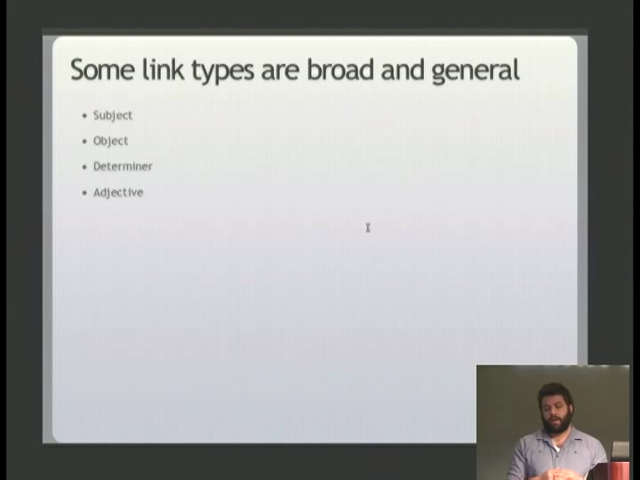 Some link types are broad and general
• Subject
• Object
• Determiner
• Adjective